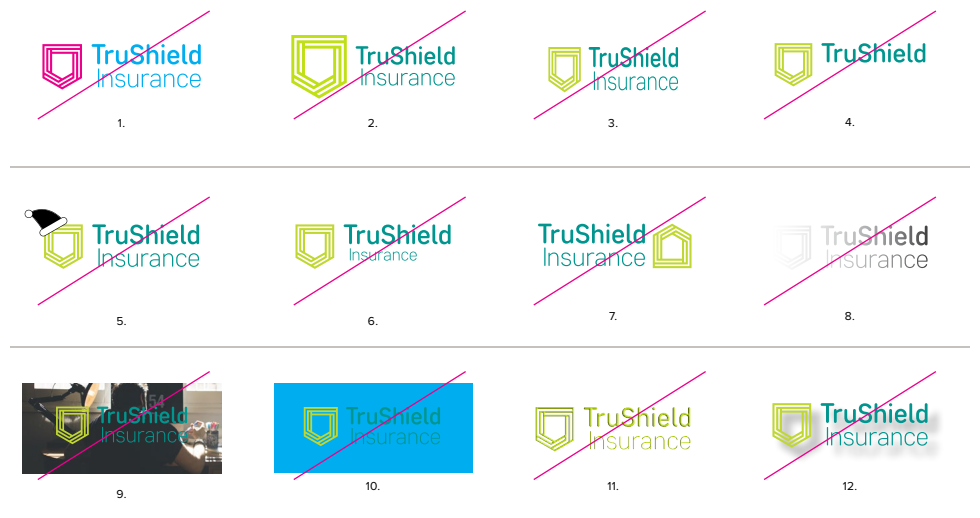 TruShield
Insurance
1.
TruShield
Insurance
2.
TruShield
Insurance
3.
TruShield
4.
TruShield
Insurance
5.
TruShield
Insurance
6.
TruShield
Insurance
7.
TruShield
Insurance
8.
54
TruShield
Insurance
9.
TruShield
Insurance
10.
TruShield
Insurance
11.
TruShield
Insurance
12.